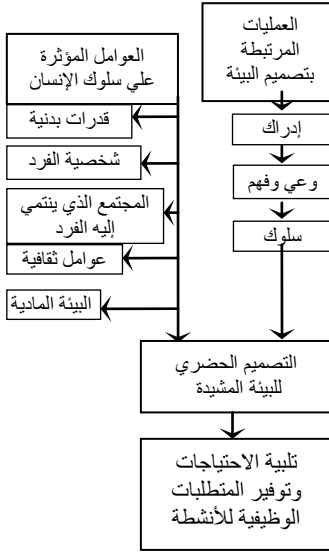 العمليات
المرتبطة
بتصميم البيئة
إدراك
وعي وفهم
سلوك
العوامل المؤثرة
علي سلوك الإنسان
قدرات بدنية
شخصية الفرد
المجتمع الذي ينتمي
إليه الفرد
عوامل ثقافية
البيئة المادية
التصميم الحضري
للبيئة المشيدة
تلبية الاحتياجات
وتوفير المتطلبات
الوظيفية للأنشطة